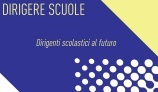 DIRIGERE SCUOLE
Dirigenti scolastici al futuro